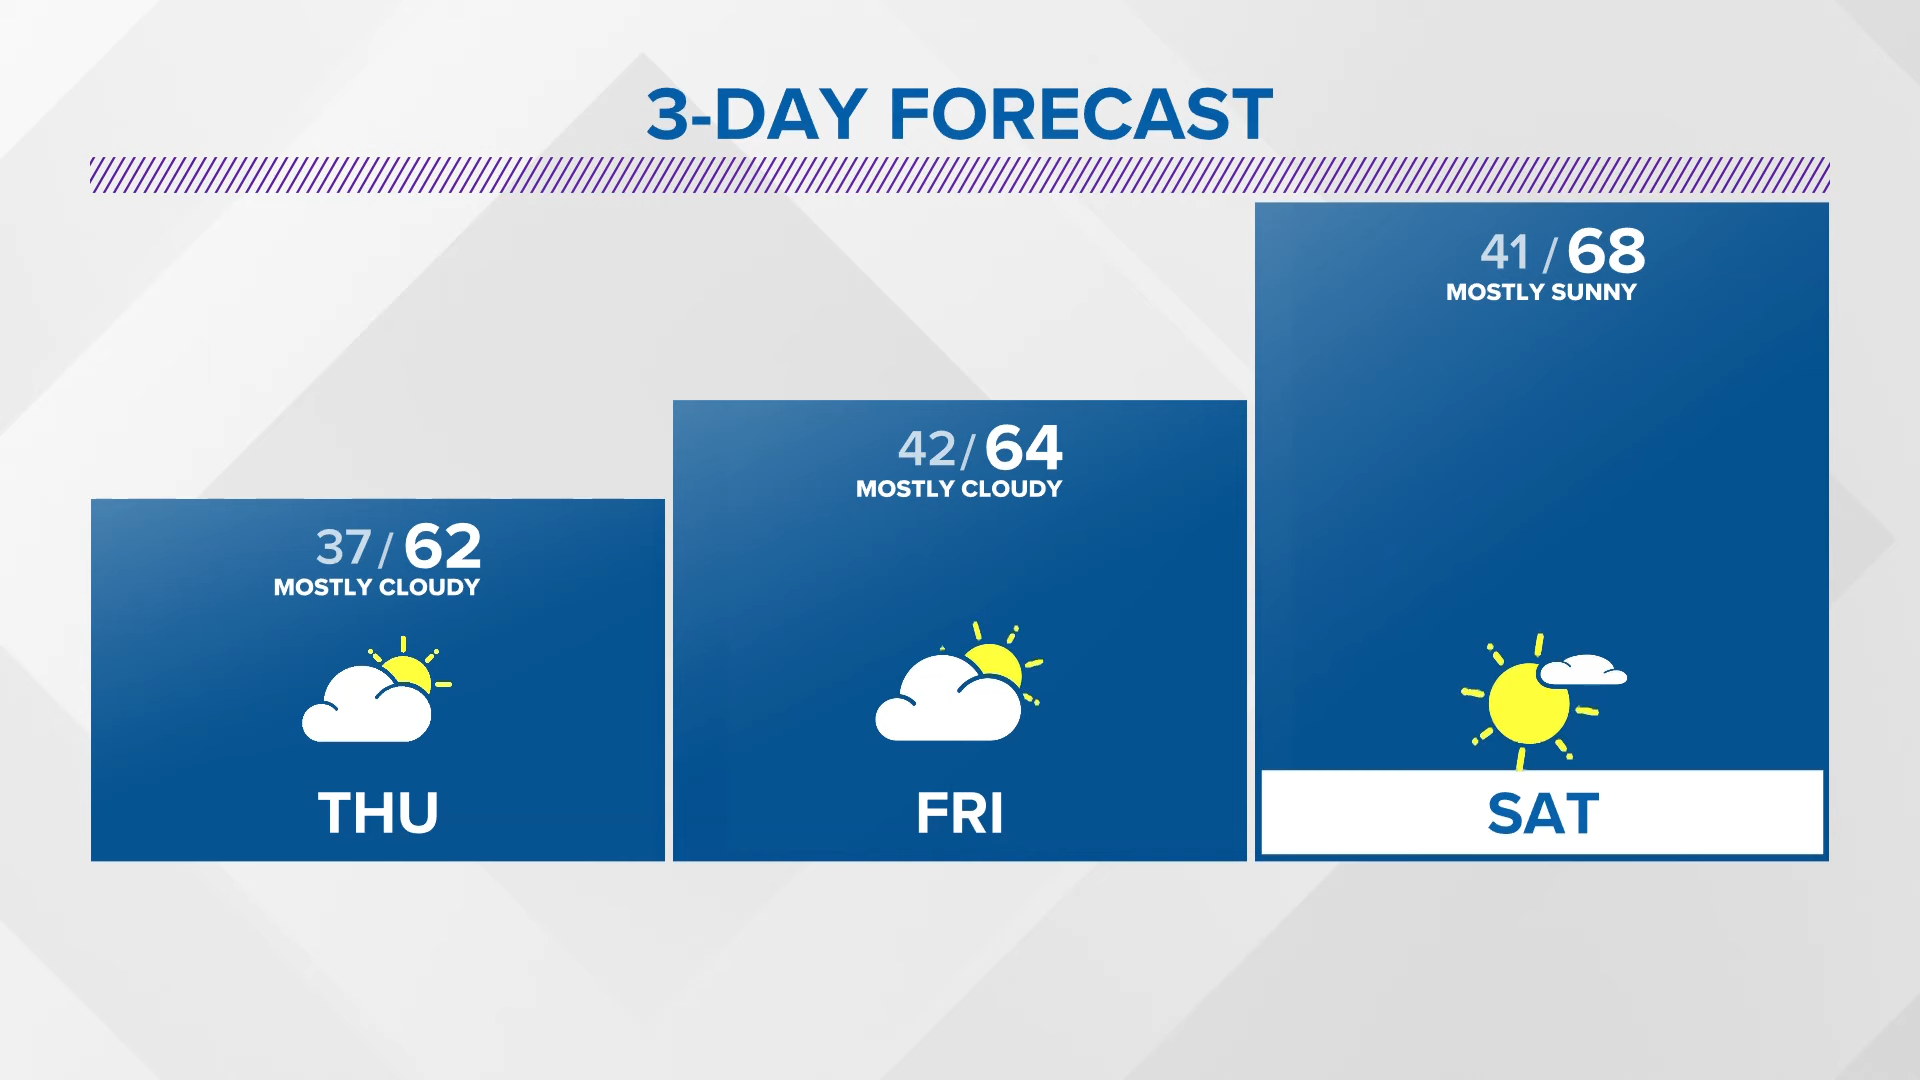 3-DAY FORECAST
37 / 62
MOSTLY CLOUDY
THU
42 / 64
MOSTLY CLOUDY
FRI
41 / 68
MOSTLY SUNNY
SAT